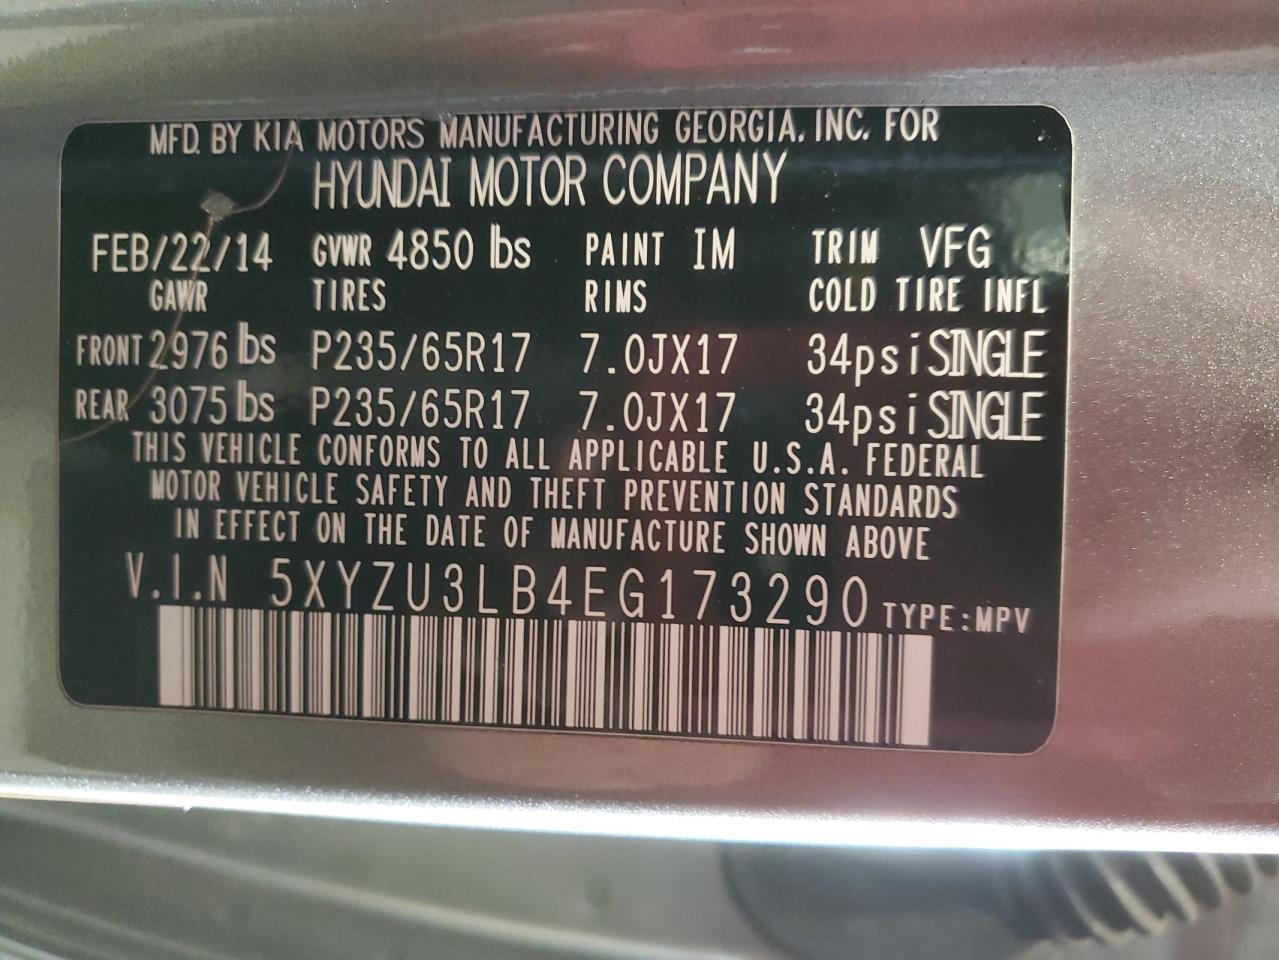 MFD. BY KIA MOTORS MANUFACTURING GEORGIA, INC. FOR
HYUNDAI MOTOR COMPANY
FEB/22/14 GVWR 4850 lbs PAINT IM TRIM VFG
GAWR TIRES RIMS COLD TIRE INFL
FRONT 2976 lbs P235/65R17 7.0JX17 34psi SINGLE
REAR 3075 lbs P235/65R17 7.0JX17 34psi SINGLE
THIS VEHICLE CONFORMS TO ALL APPLICABLE U.S.A. FEDERAL
MOTOR VEHICLE SAFETY AND THEFT PREVENTION STANDARDS
IN EFFECT ON THE DATE OF MANUFACTURE SHOWN ABOVE
V.I.N 5XYZU3LB4EG173290 TYPE:MPV